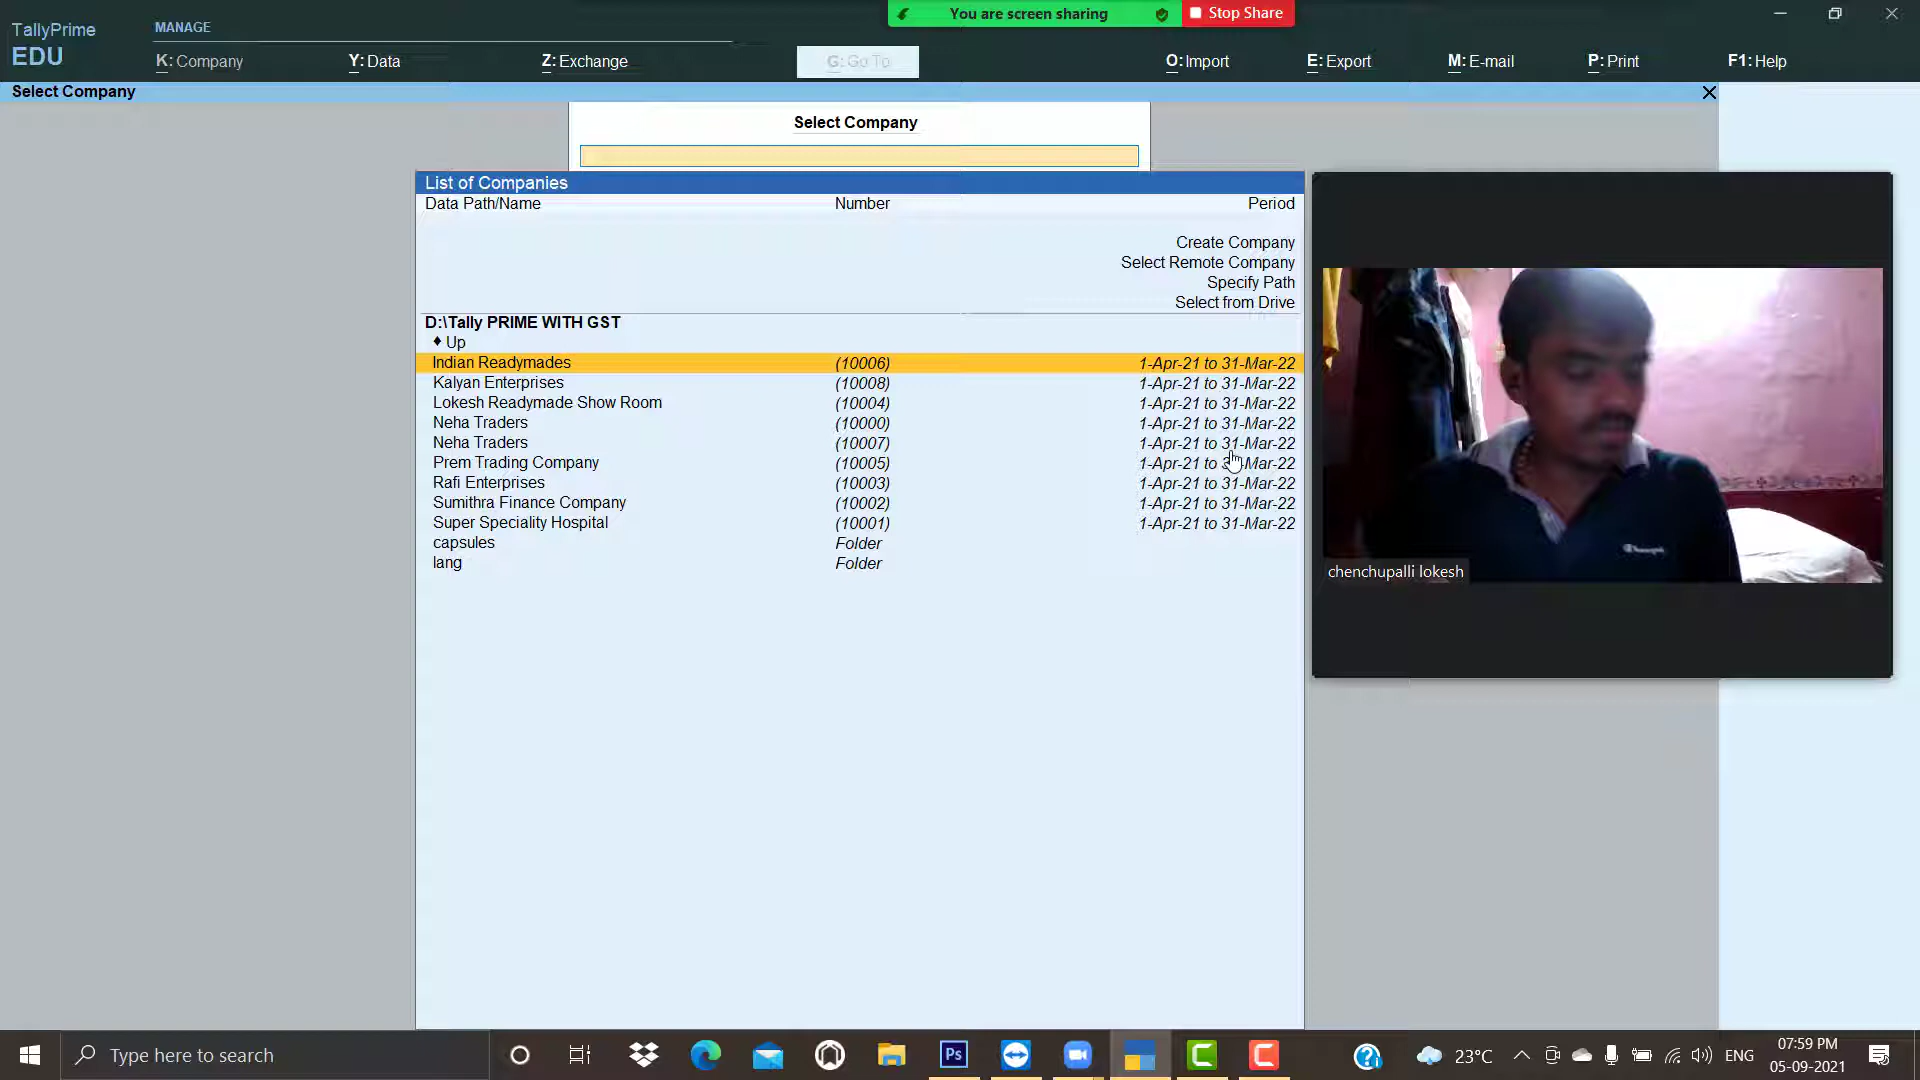 You are screen sharing
Stop Share
TallyPrime
EDU
MANAGE
K: Company
Y: Data
Z: Exchange
G: Go To
O: Import
E: Export
M: E-mail
P: Print
F1: Help
Select Company
Select Company
List of Companies
Data Path/Name Number Period
Create Company
Select Remote Company
Specify Path
Select from Drive
D:\Tally PRIME WITH GST
♦ Up
Indian Readymades (10006) 1-Apr-21 to 31-Mar-22
Kalyan Enterprises (10008) 1-Apr-21 to 31-Mar-22
Lokesh Readymade Show Room (10004) 1-Apr-21 to 31-Mar-22
Neha Traders (10000) 1-Apr-21 to 31-Mar-22
Neha Traders (10007) 1-Apr-21 to 31-Mar-22
Prem Trading Company (10005) 1-Apr-21 to 31-Mar-22
Rafi Enterprises (10003) 1-Apr-21 to 31-Mar-22
Sumithra Finance Company (10002) 1-Apr-21 to 31-Mar-22
Super Speciality Hospital (10001) 1-Apr-21 to 31-Mar-22
capsules Folder
lang Folder
chenchupalli lokesh
Type here to search
Ps
23°C
ENG
07:59 PM
05-09-2021